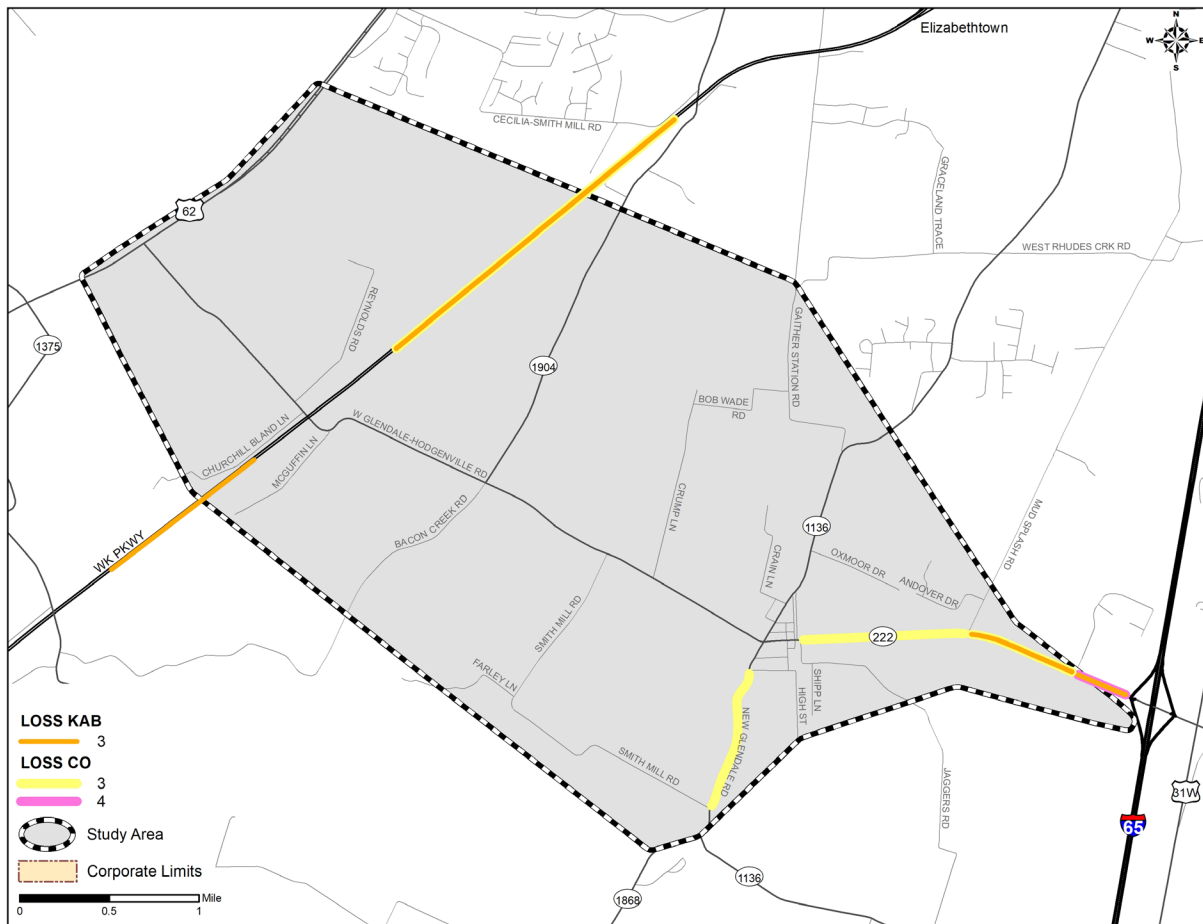 Elizabethtown
N
W E
S
CECILIA-SMITH MILL RD
62
GRACELAND TRACE
WEST RHUDES CRK RD
REYNOLDS RD
GAITHER STATION RD
1375
1904
BOB WADE
RD
W GLENDALE-HODGENVILLE RD
CHURCHILL BLAND LN
MCGUFFIN LN
CRUMP LN
BACON CREEK RD
MUD SPLASH RD
1136
WK PKWY
CRAIN LN
OXMOOR DR
ANDOVER DR
SMITH MILL RD
222
FARLEY LN
SHIPP LN
HIGH ST
NEW GLENDALE RD
SMITH MILL RD
JAGGERS RD
31W
65
1136
1868
LOSS KAB
3
LOSS CO
3
4
Study Area
Corporate Limits
Mile
0 0.5 1